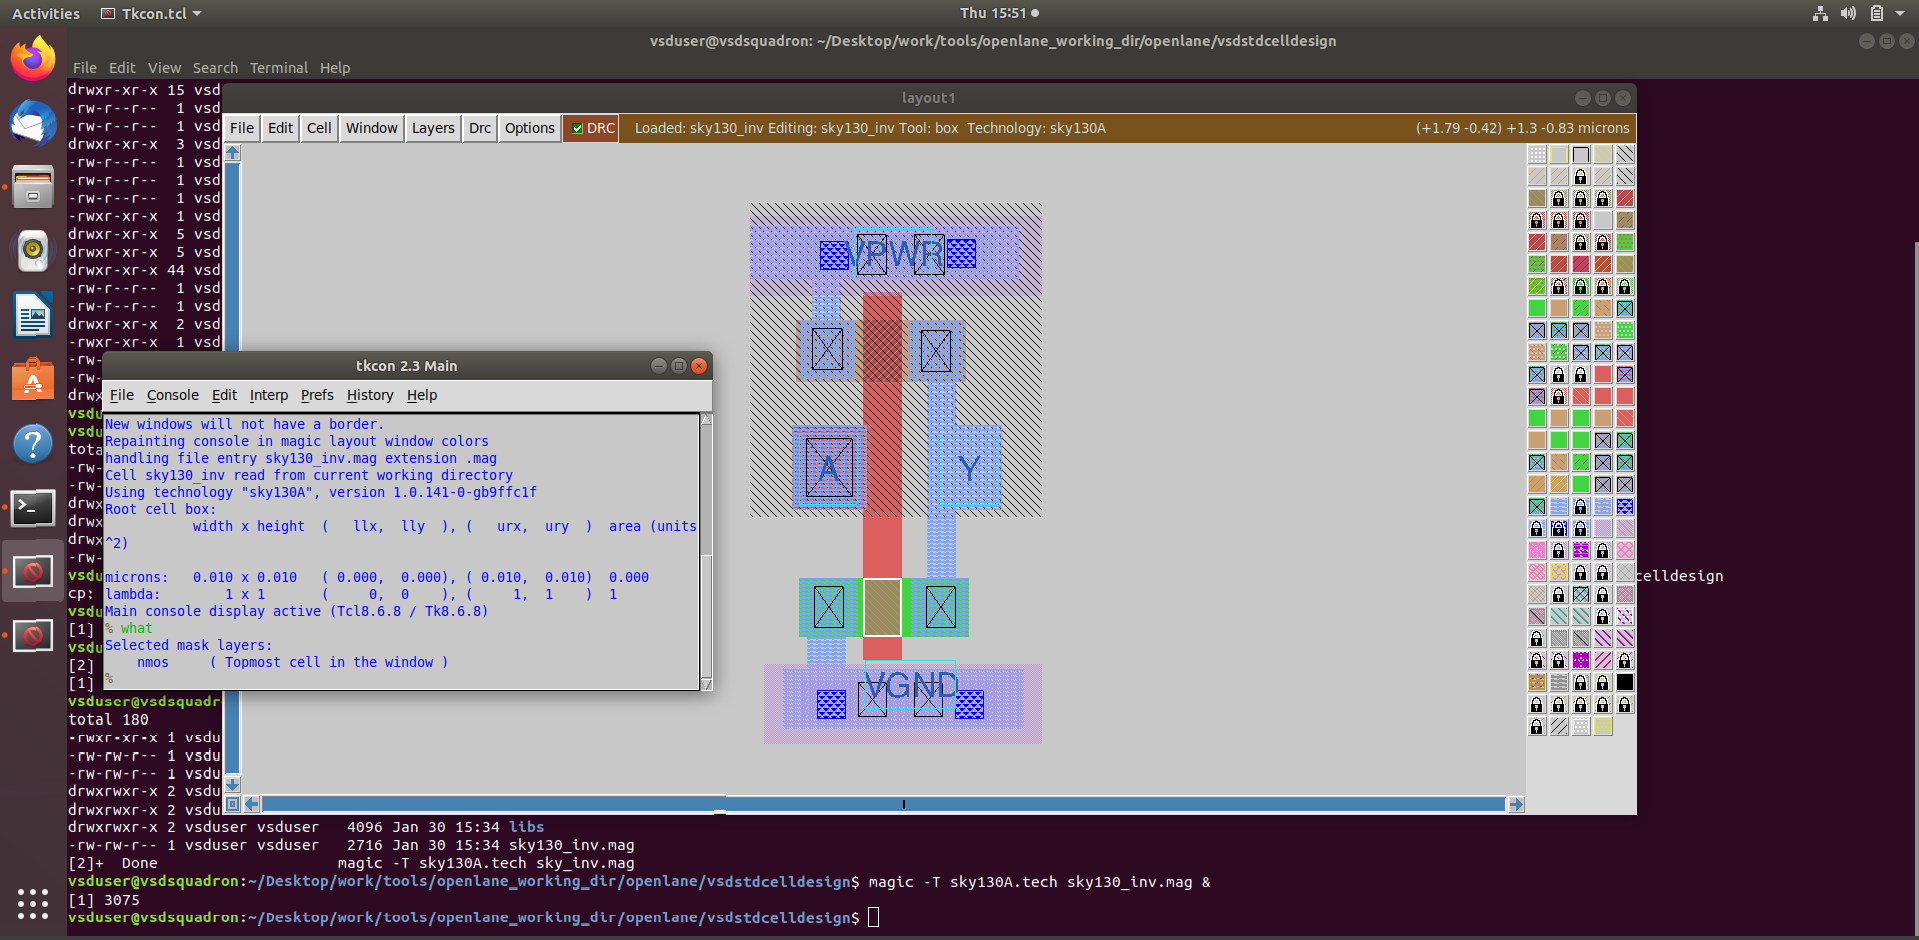 Activities
Tkcon.tcl
Thu 15:51
vsduser@vsdsquadron: ~/Desktop/work/tools/openlane_working_dir/openlane/vsdstdcelldesign
File Edit View Search Terminal Help
drwxr-xr-x 15 vsd
-rw-r--r-- 1 vsd
-rw-r--r-- 1 vsd
drwxr-xr-x 3 vsd
-rw-r--r-- 1 vsd
-rw-r--r-- 1 vsd
-rw-r--r-- 1 vsd
-rwxr-xr-x 1 vsd
drwxr-xr-x 5 vsd
drwxr-xr-x 5 vsd
drwxr-xr-x 44 vsd
-rw-r--r-- 1 vsd
-rw-r--r-- 1 vsd
drwxr-xr-x 2 vsd
-rwxr-xr-x 1 vsd
layout1
File Edit Cell Window Layers Drc Options DRC
Loaded: sky130_inv Editing: sky130_inv Tool: box Technology: sky130A
(+1.79 -0.42) +1.3 -0.83 microns
VPWR
A
Y
VGND
tkcon 2.3 Main
File Console Edit Interp Prefs History Help
New windows will not have a border.
Repainting console in magic layout window colors
handling file entry sky130_inv.mag extension .mag
Cell sky130_inv read from current working directory
Using technology "sky130A", version 1.0.141-0-gb9ffc1f
Root cell box:
width x height ( llx, lly ), ( urx, ury ) area (units
^2)
microns: 0.010 x 0.010 ( 0.000, 0.000), ( 0.010, 0.010) 0.000
lambda: 1 x 1 ( 0, 0 ), ( 1, 1 ) 1
Main console display active (Tcl8.6.8 / Tk8.6.8)
% what
Selected mask layers:
nmos ( Topmost cell in the window )
%
-rw-
-rw-
drwx
vsdu
vsdu
tota
-rw-
-rw-
drwx
drwx
drwx
-rw-
vsdu
cp:
celldesign
vsdu
[1]
vsdu
[2]
[1]
vsduser@vsdsquadr
total 180
-rwxr-xr-x 1 vsdu
-rw-rw-r-- 1 vsdu
-rw-rw-r-- 1 vsdu
drwxrwxr-x 2 vsdu
drwxrwxr-x 2 vsdu
drwxrwxr-x 2 vsduser vsduser 4096 Jan 30 15:34 libs
-rw-rw-r-- 1 vsduser vsduser 2716 Jan 30 15:34 sky130_inv.mag
[2]+ Done magic -T sky130A.tech sky_inv.mag
vsduser@vsdsquadron:~/Desktop/work/tools/openlane_working_dir/openlane/vsdstdcelldesign$ magic -T sky130A.tech sky130_inv.mag &
[1] 3075
vsduser@vsdsquadron:~/Desktop/work/tools/openlane_working_dir/openlane/vsdstdcelldesign$